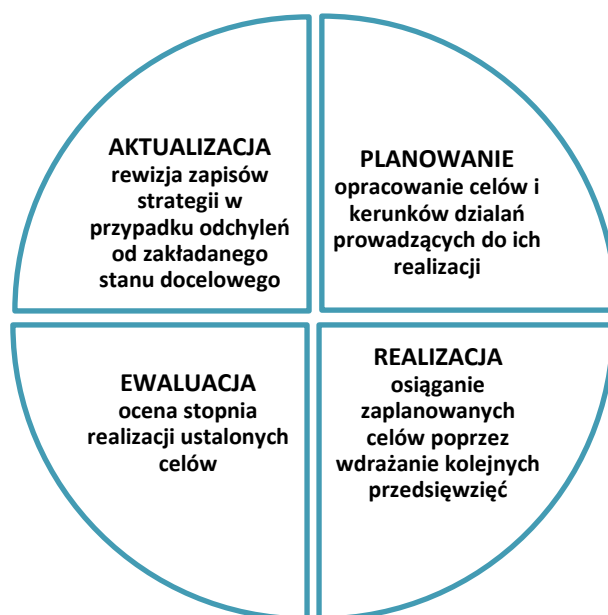 AKTUALIZACJA
rewizja zapisów
strategii w
przypadku odchyleń
od zakładanego
stanu docelowego
PLANOWANIE
opracowanie celów i
kerunków dzialań
prowadzących do ich
realizacji
EWALUACJA
ocena stopnia
realizacji ustalonych
celów
REALIZACJA
osiąganie
zaplanowanych
celów poprzez
wdrażanie kolejnych
przedsięwzięć